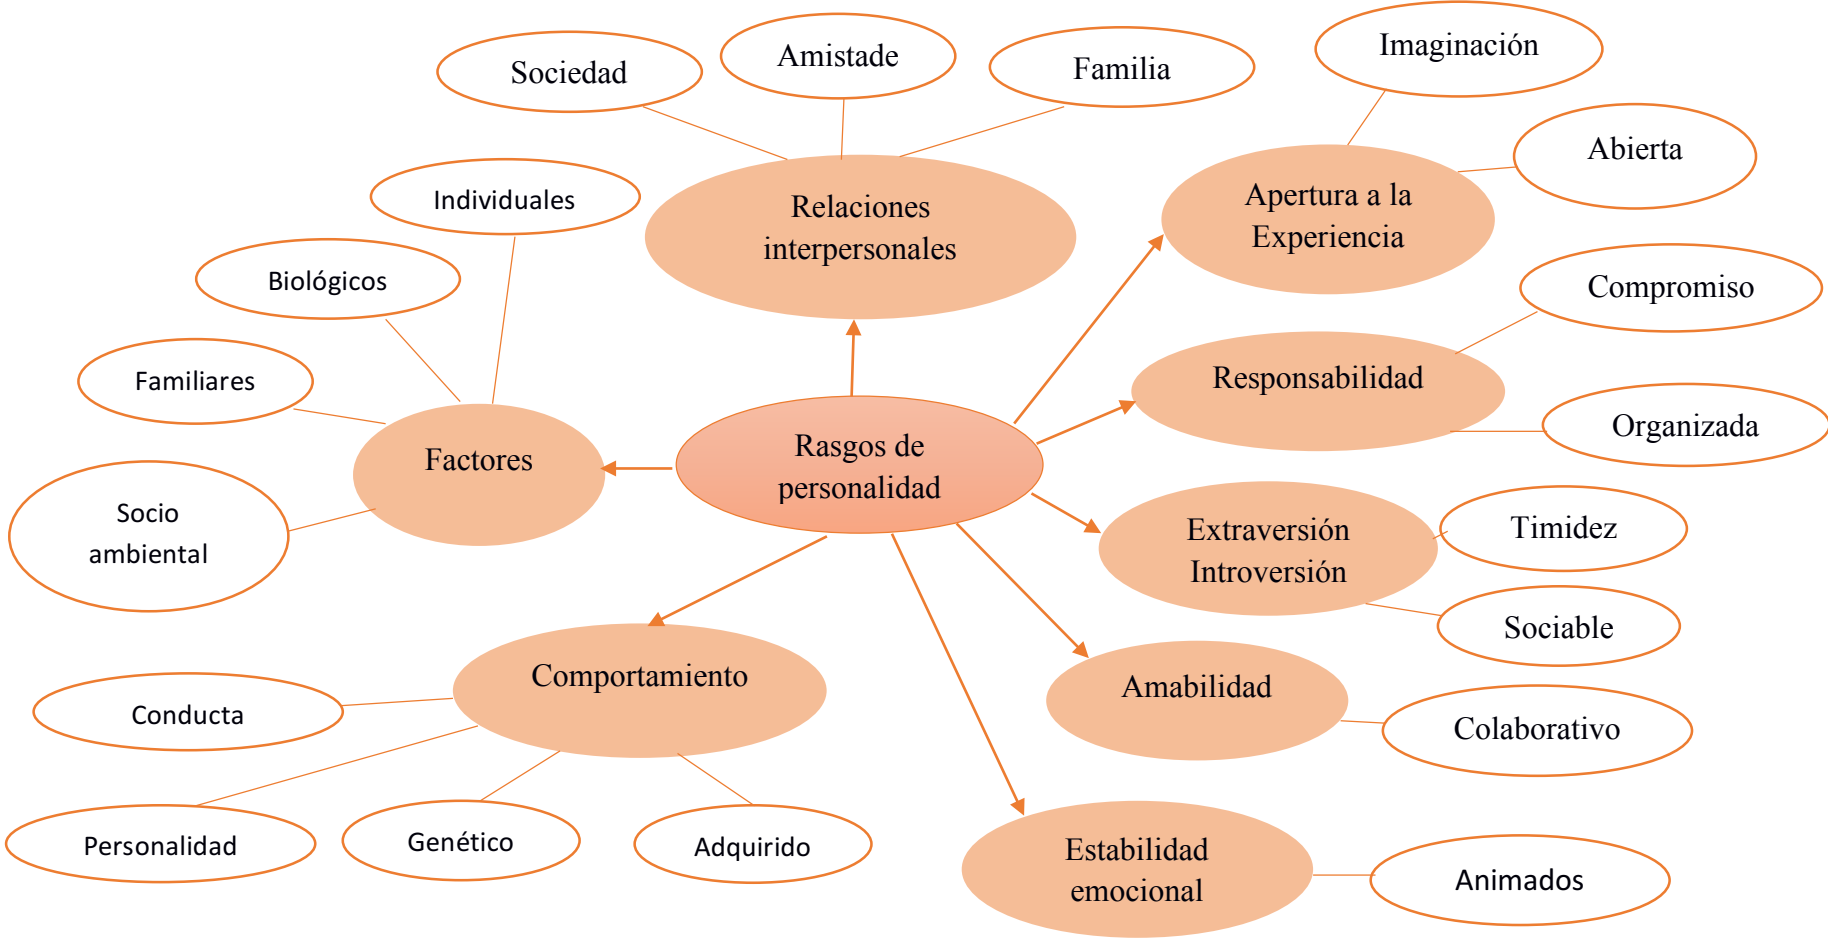 Imaginación
Amistade
Familia
Sociedad
Abierta
Individuales
Relaciones
interpersonales
Apertura a la
Experiencia
Biológicos
Compromiso
Familiares
Responsabilidad
Organizada
Factores
Rasgos de
personalidad
Socio
ambiental
Extraversión
Introversión
Timidez
Sociable
Comportamiento
Amabilidad
Conducta
Colaborativo
Personalidad
Genético
Adquirido
Estabilidad
emocional
Animados